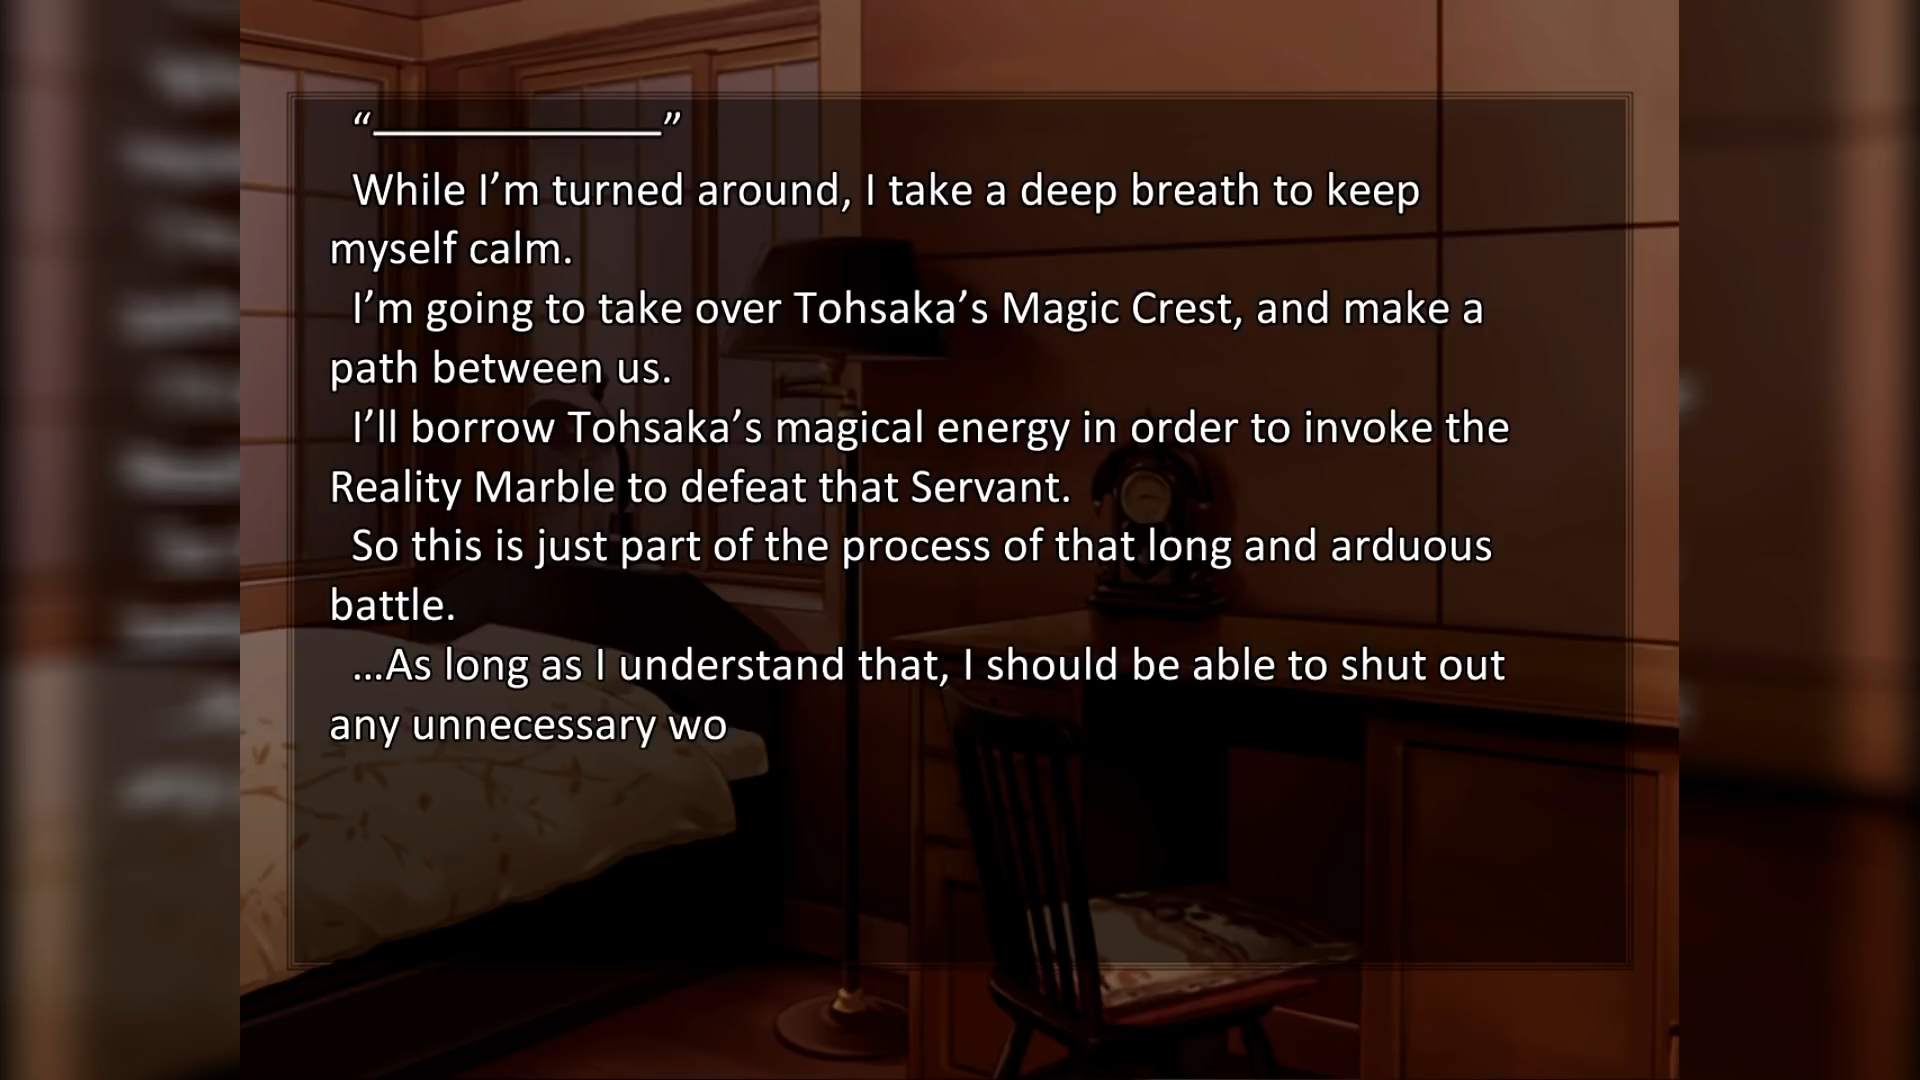 “――――――”
While I’m turned around, I take a deep breath to keep
myself calm.
I’m going to take over Tohsaka’s Magic Crest, and make a
path between us.
I’ll borrow Tohsaka’s magical energy in order to invoke the
Reality Marble to defeat that Servant.
So this is just part of the process of that long and arduous
battle.
…As long as I understand that, I should be able to shut out
any unnecessary wo